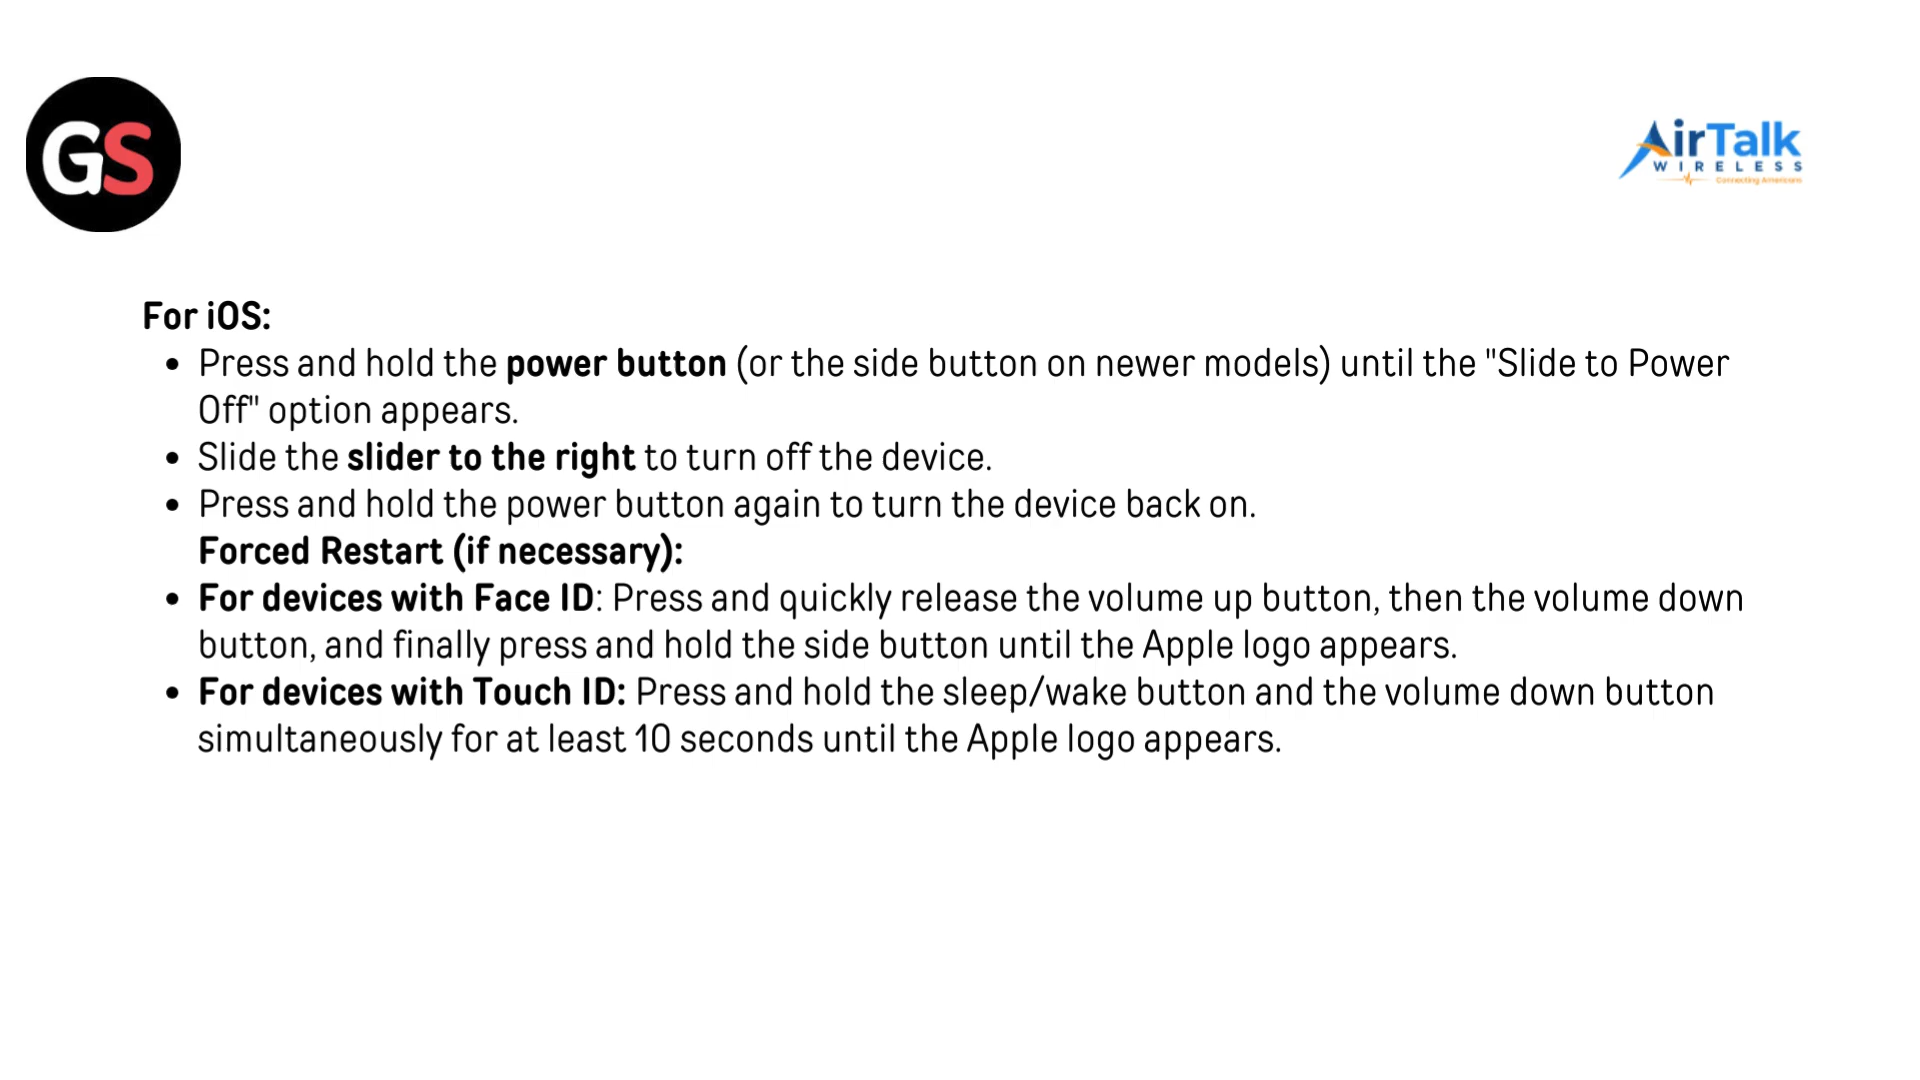 GS
AirTalk
WIRELESS
Connecting Americans
For iOS:
• Press and hold the power button (or the side button on newer models) until the "Slide to Power
Off" option appears.
• Slide the slider to the right to turn off the device.
• Press and hold the power button again to turn the device back on.
Forced Restart (if necessary):
• For devices with Face ID: Press and quickly release the volume up button, then the volume down
button, and finally press and hold the side button until the Apple logo appears.
• For devices with Touch ID: Press and hold the sleep/wake button and the volume down button
simultaneously for at least 10 seconds until the Apple logo appears.